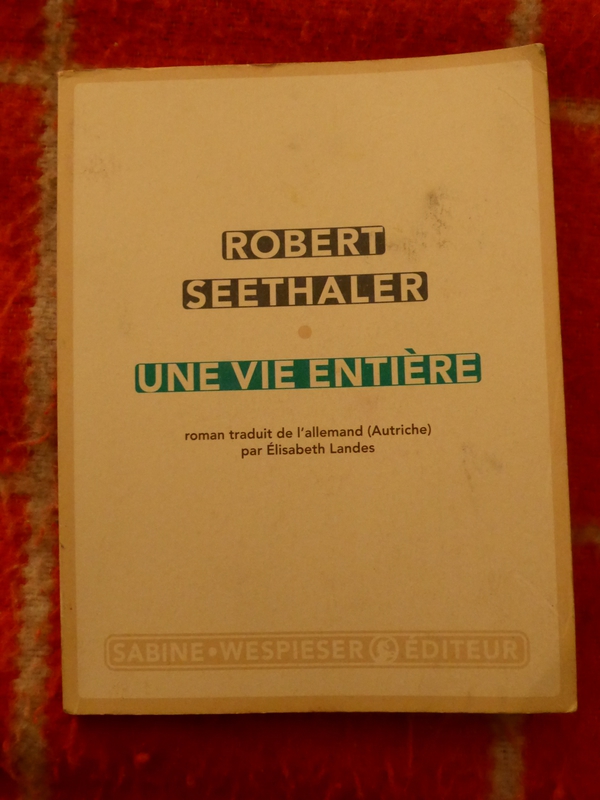 ROBERT
SEETHALER
UNE VIE ENTIÈRE
roman traduit de l'allemand (Autriche)
par Élisabeth Landes
SABINE•WESPIESER ÉDITEUR